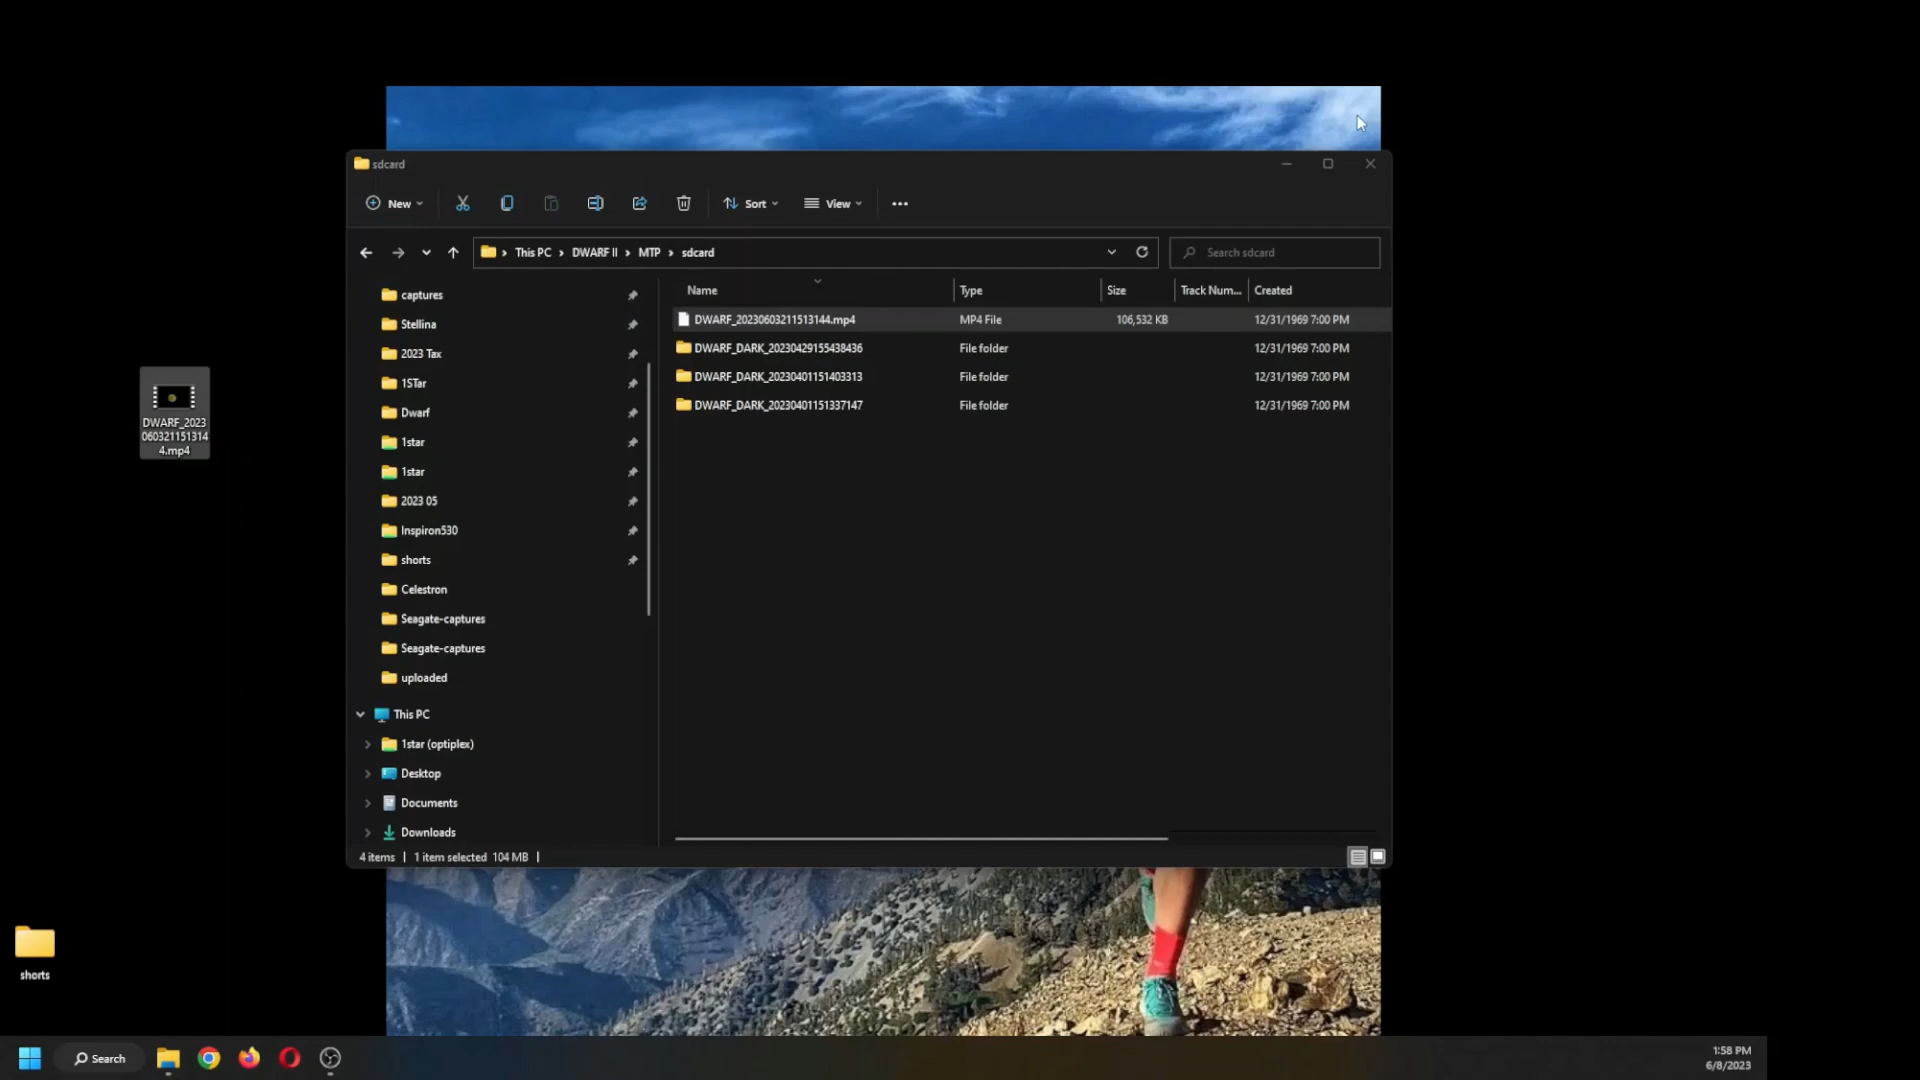 sdcard
New
Sort
View
This PC > DWARF II > MTP > sdcard
Search sdcard
Name Type Size Track Num... Created
DWARF_20230603211513144.mp4 MP4 File 106,532 KB 12/31/1969 7:00 PM
DWARF_DARK_20230429155438436 File folder 12/31/1969 7:00 PM
DWARF_DARK_20230401151403313 File folder 12/31/1969 7:00 PM
DWARF_DARK_20230401151337147 File folder 12/31/1969 7:00 PM
captures
Stellina
2023 Tax
1STar
Dwarf
1star
1star
2023 05
Inspiron530
shorts
Celestron
Seagate-captures
Seagate-captures
uploaded
This PC
1star (optiplex)
Desktop
Documents
Downloads
4 items | 1 item selected 104 MB |
DWARF_2023
060321151314
4.mp4
shorts
Search
1:58 PM
6/8/2023